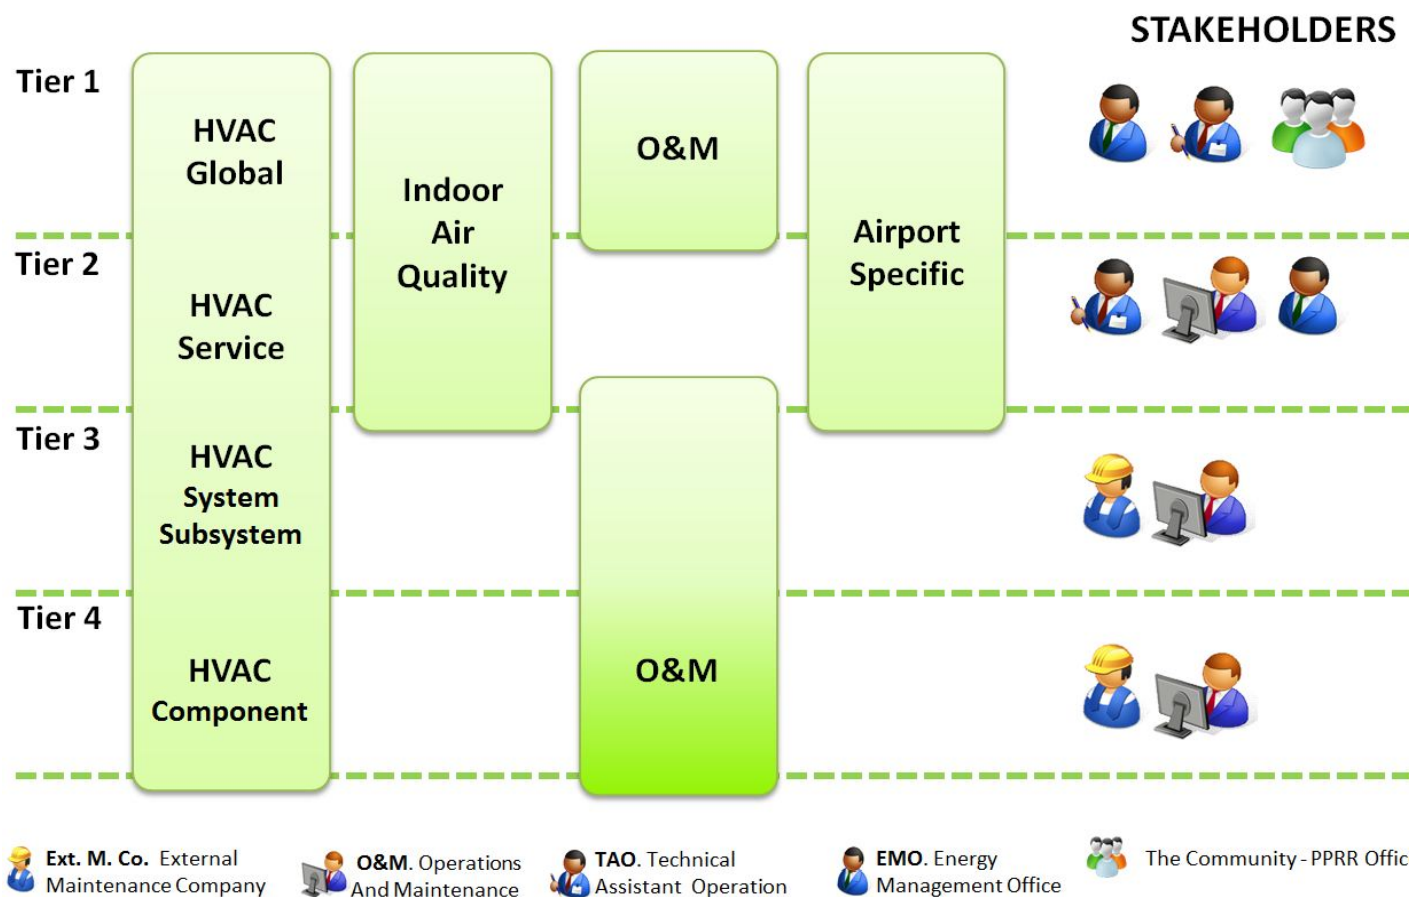 STAKEHOLDERS
Tier 1
HVAC
Global
Indoor
Air
Quality
O&M
Airport
Specific
Tier 2
HVAC
Service
Tier 3
HVAC
System
Subsystem
Tier 4
HVAC
Component
O&M
Ext. M. Co. External
Maintenance Company
O&M. Operations
And Maintenance
TAO. Technical
Assistant Operation
EMO. Energy
Management Office
The Community - PPRR Offic